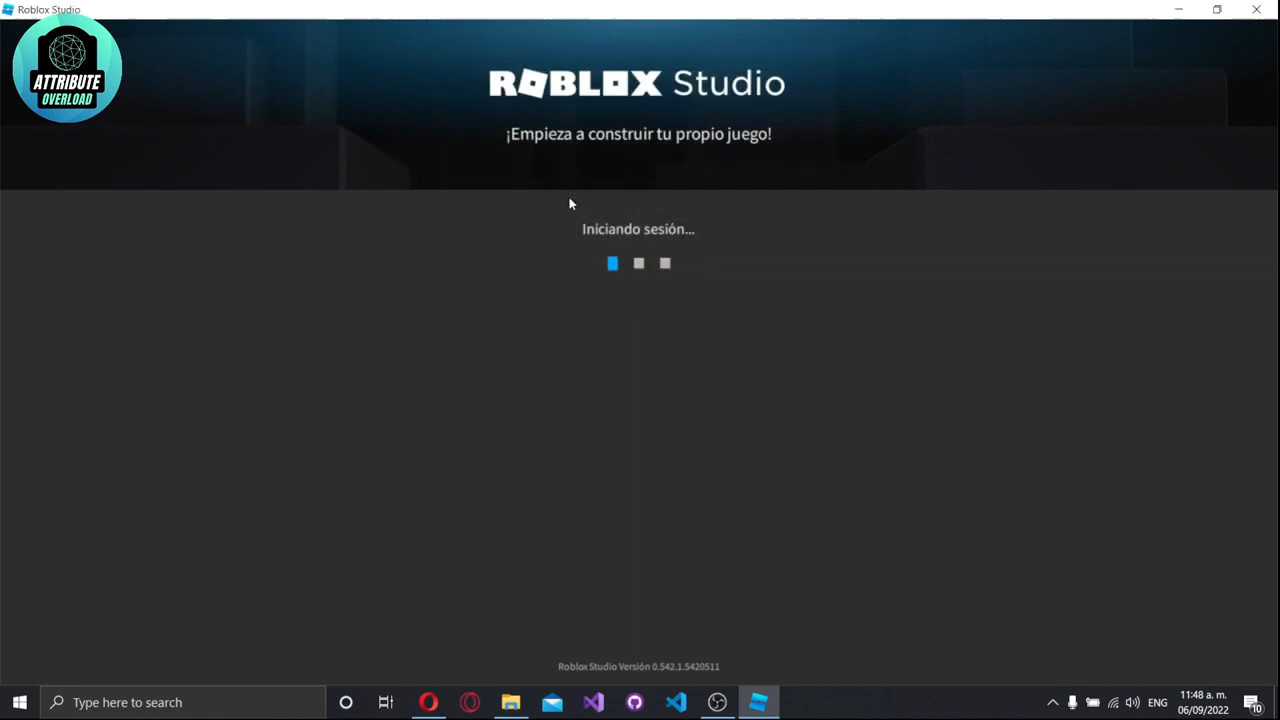 Roblox Studio
ATTRIBUTE
OVERLOAD
ROBLOX Studio
¡Empieza a construir tu propio juego!
Iniciando sesión...
Roblox Studio Versión 0.542.1.5420511
Type here to search
ENG
11:48 a. m.
06/09/2022
10